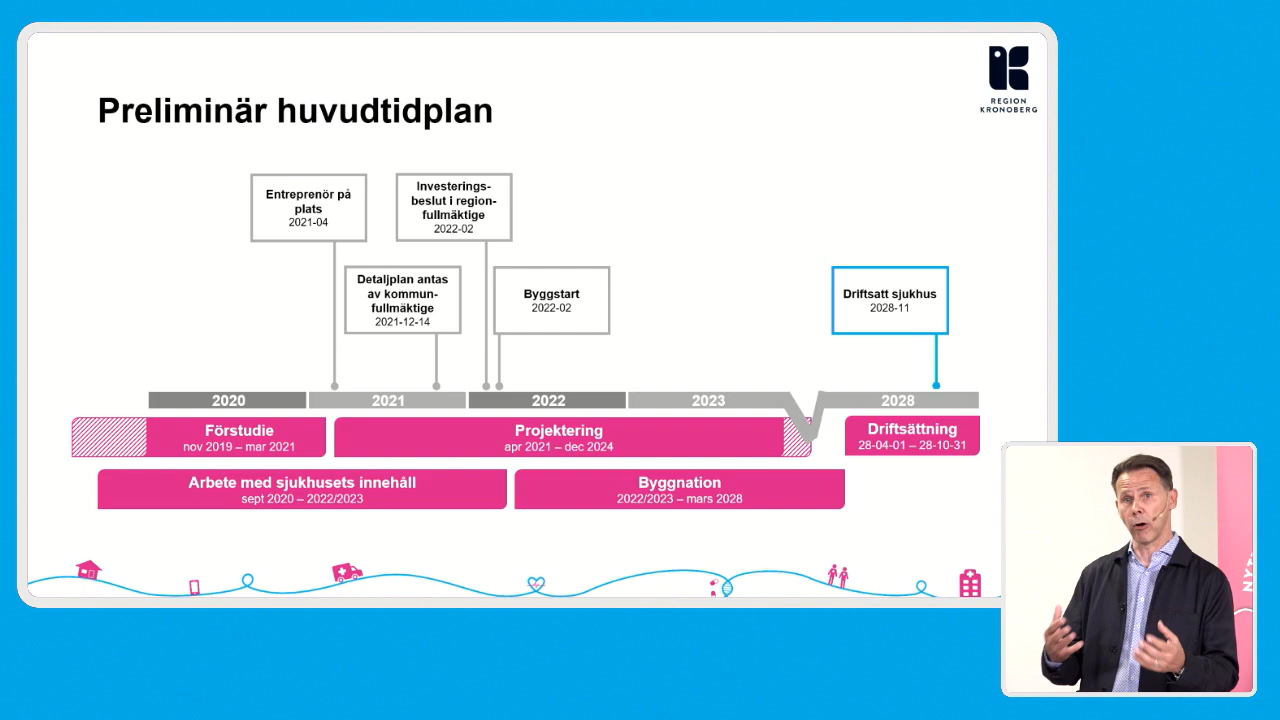 REGION
KRONOBERG
Preliminär huvudtidplan
Entreprenör på
plats
2021-04
Investerings-
beslut i region-
fullmäktige
2022-02
Detaljplan antas
av kommun-
fullmäktige
2021-12-14
Byggstart
2022-02
Driftsatt sjukhus
2028-11
2020
2021
2022
2023
2028
Förstudie
nov 2019 – mar 2021
Projektering
apr 2021 – dec 2024
Driftsättning
28-04-01 – 28-10-31
Arbete med sjukhusets innehåll
sept 2020 – 2022/2023
Byggnation
2022/2023 – mars 2028